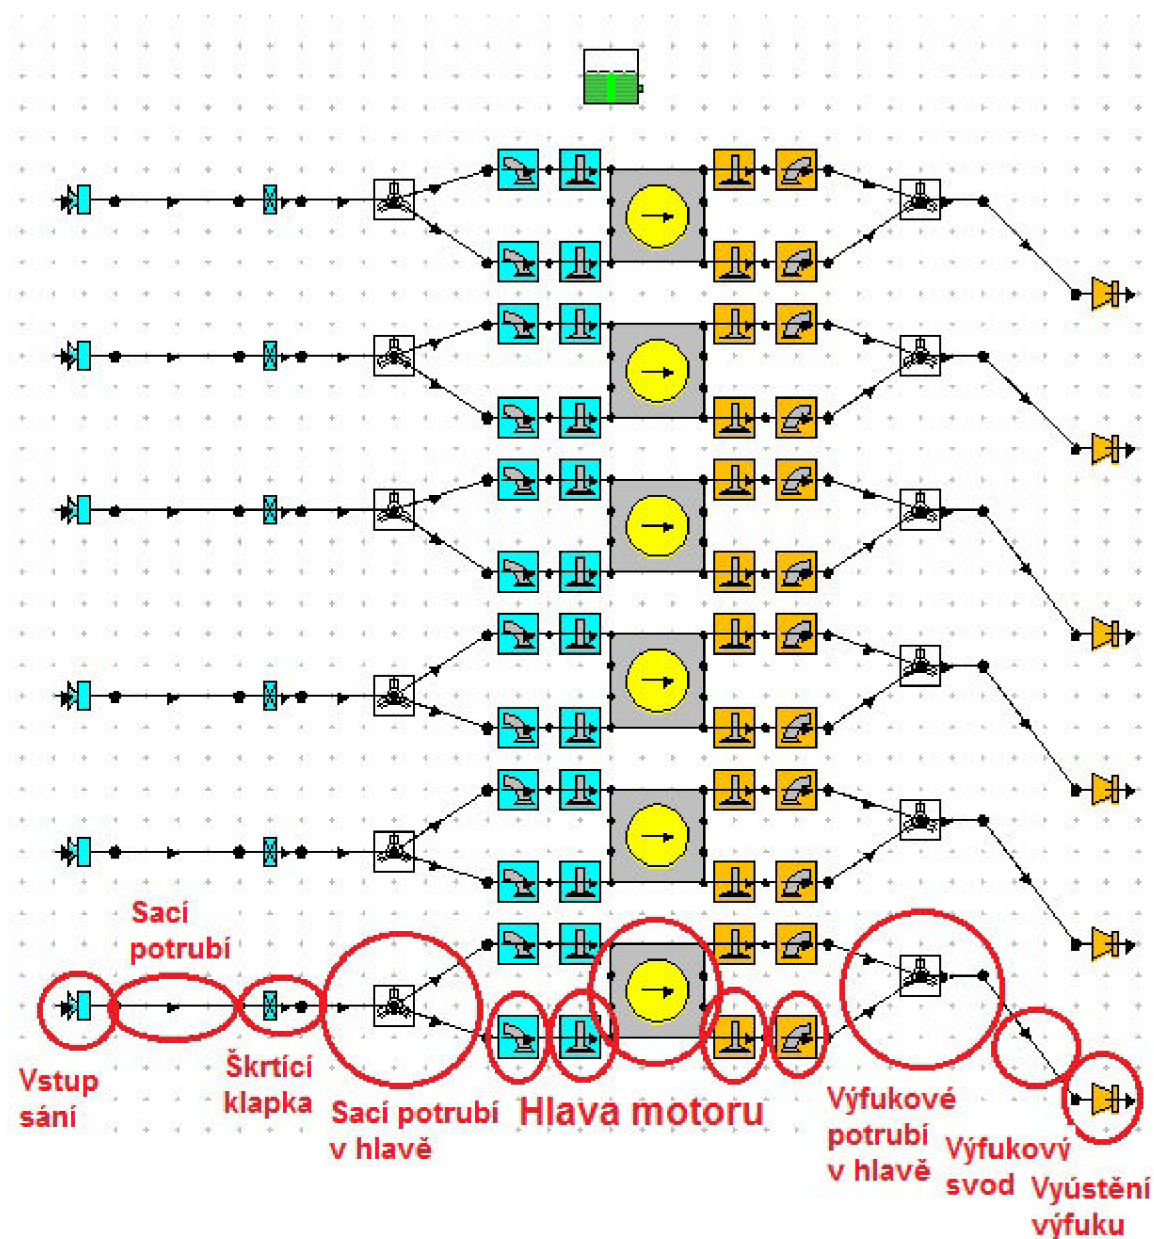 Sací
potrubí
Vstup
sání
Škrtící
klapka
Sací potrubí
v hlavě
Hlava motoru
Výfukové
potrubí
v hlavě
Výfukový
svod
Vyústění
výfuku